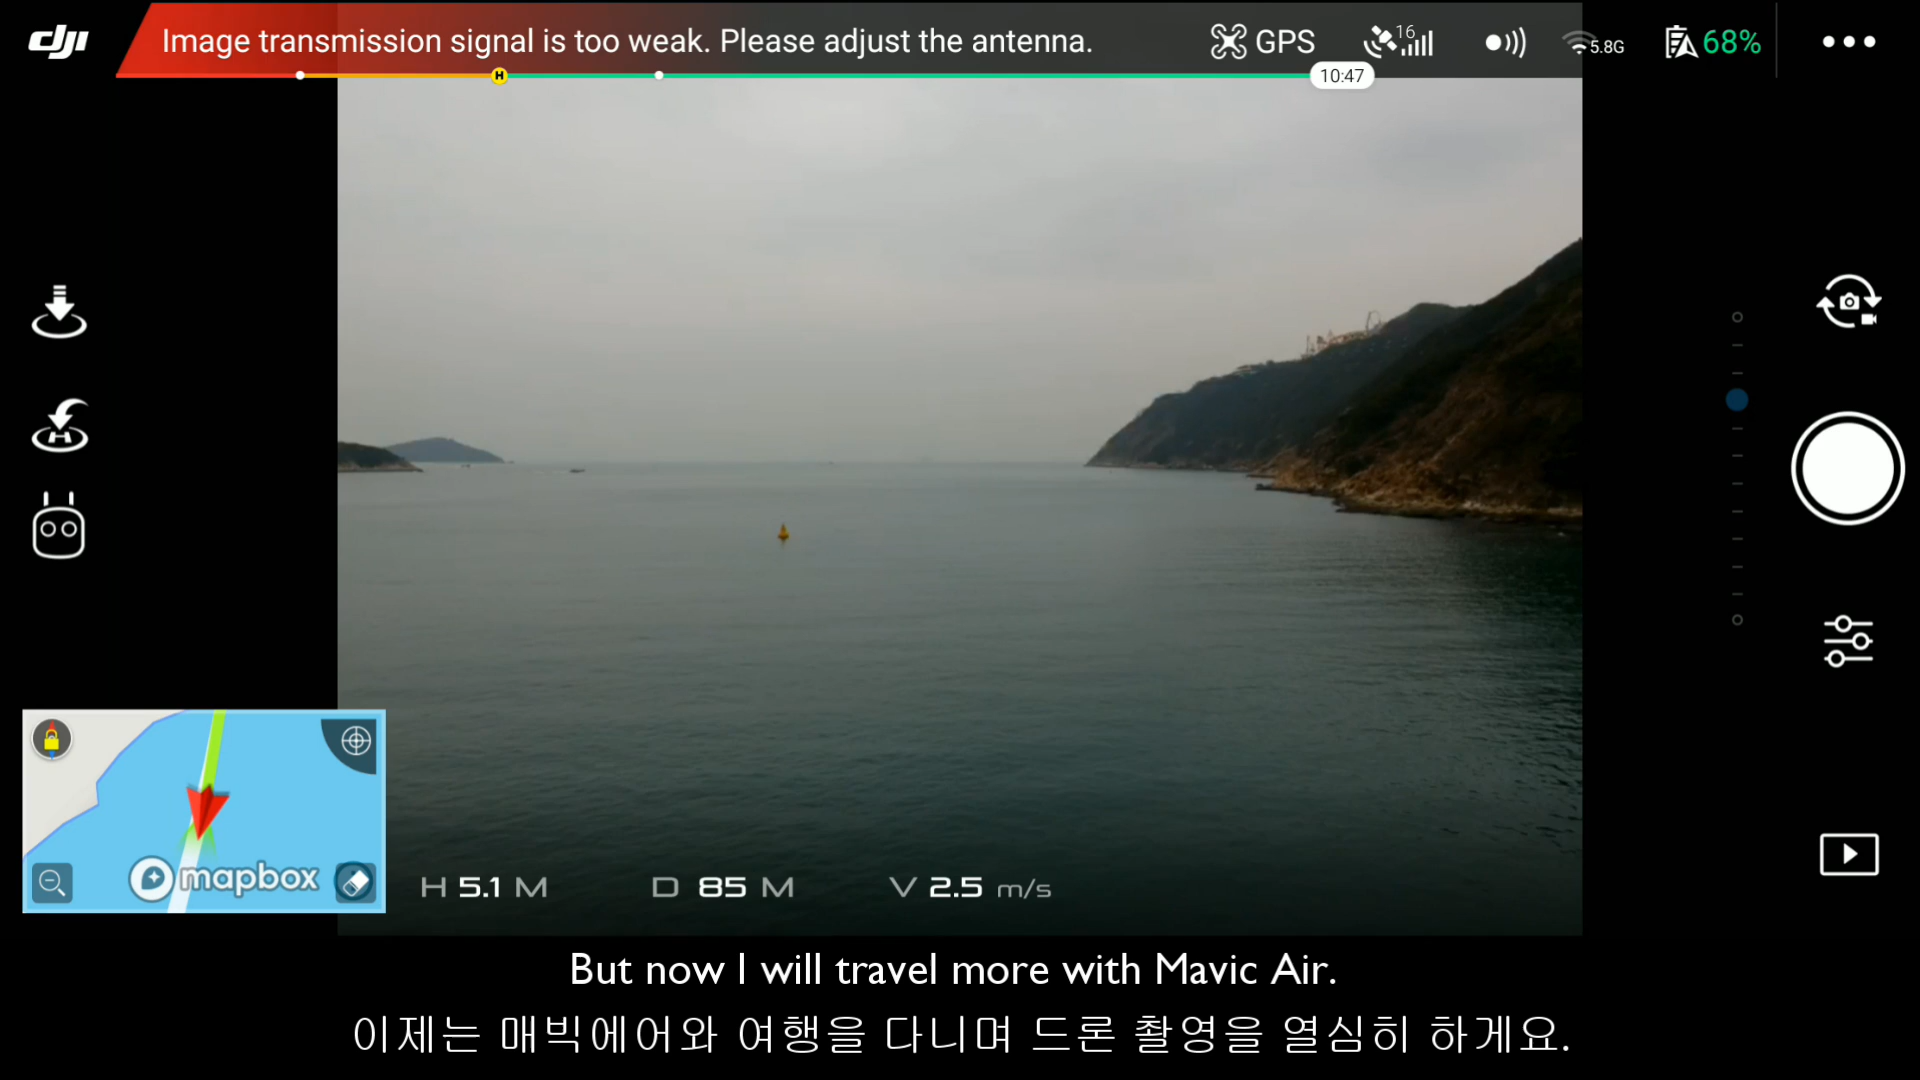 dji
Image transmission signal is too weak. Please adjust the antenna.
GPS
16
5.8G
68%
H
10:47
H
mapbox
H 5.1 M
D 85 M
V 2.5 m/s
But now I will travel more with Mavic Air.
이제는 매빅에어와 여행을 다니며 드론 촬영을 열심히 하게요.